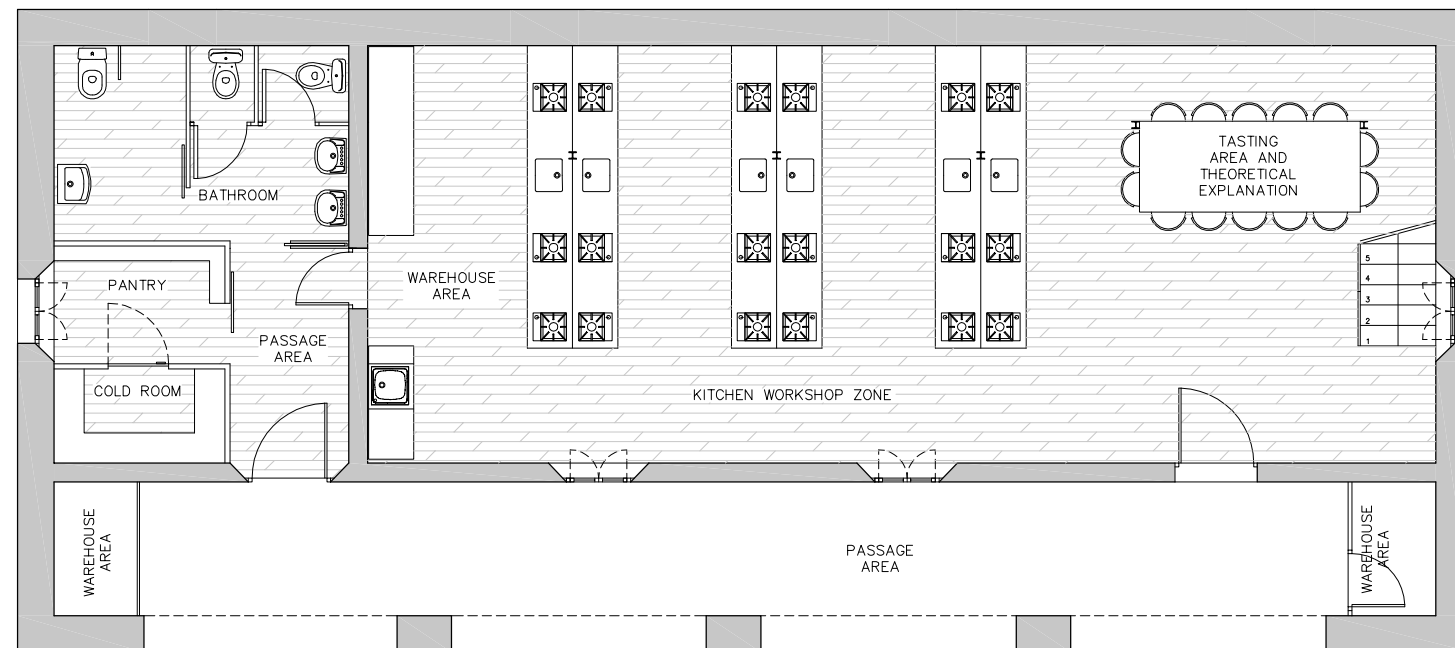 TASTING
AREA AND
THEORETICAL
EXPLANATION
BATHROOM
PANTRY
WAREHOUSE
AREA
5
4
3
2
1
PASSAGE
AREA
COLD ROOM
KITCHEN WORKSHOP ZONE
WAREHOUSE
AREA
PASSAGE
AREA
WAREHOUSE
AREA